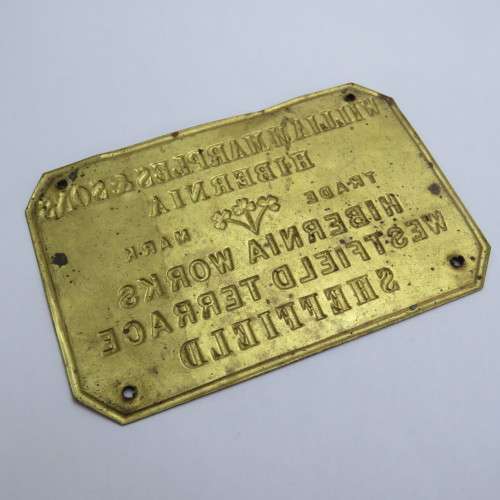 WILLIAM MARPLES & SONS
HIBERNIA
TRADE MARK
HIBERNIA WORKS
WESTFIELD TERRACE
SHEFFIELD